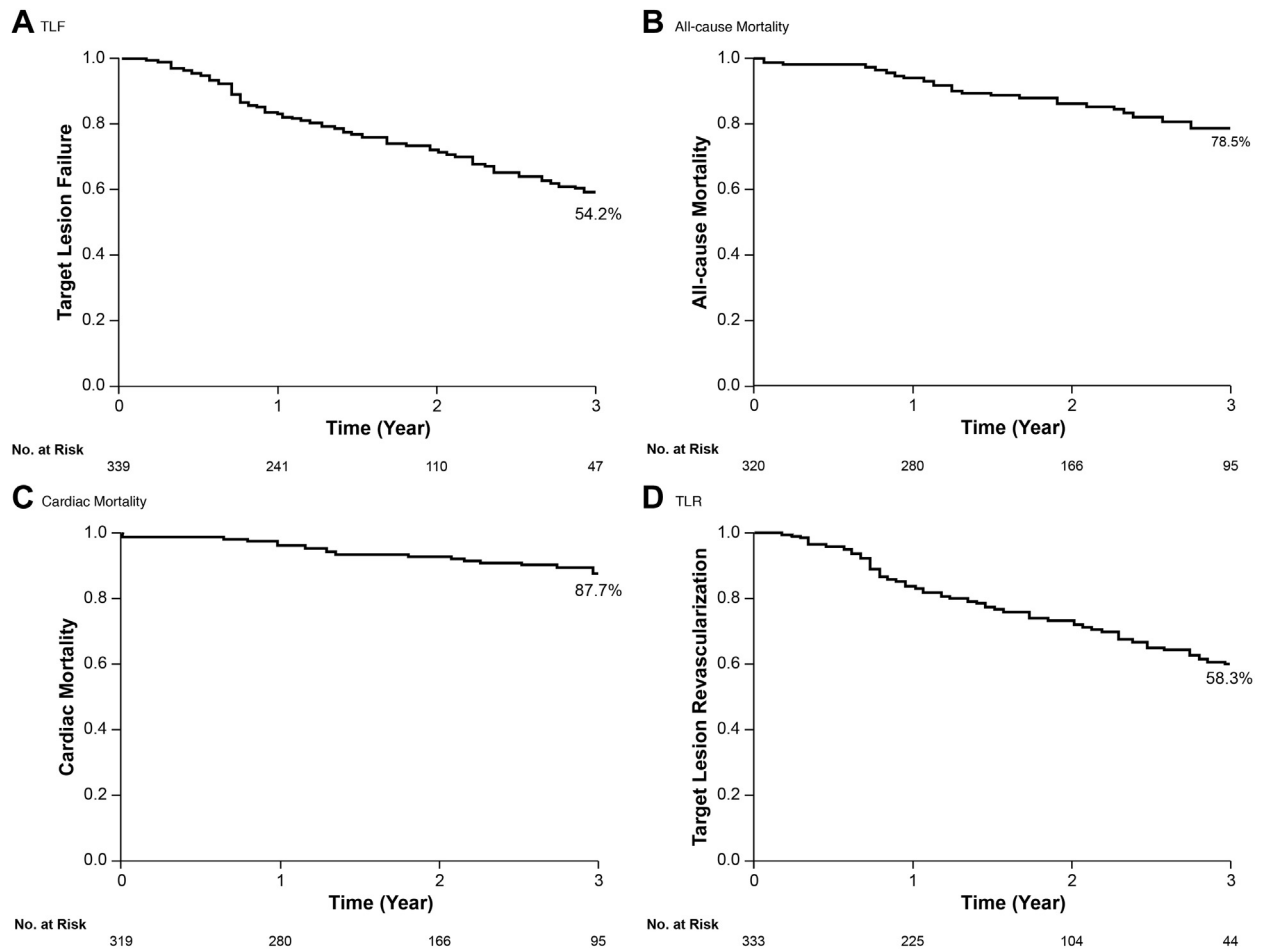 A TLF
Target Lesion Failure
1.0
0.8
0.6
0.4
0.2
0.0
54.2%
0 1 2 3
Time (Year)
No. at Risk
339 241 110 47
B All-cause Mortality
All-cause Mortality
1.0
0.8
0.6
0.4
0.2
0.0
78.5%
0 1 2 3
Time (Year)
No. at Risk
320 280 166 95
C Cardiac Mortality
Cardiac Mortality
1.0
0.8
0.6
0.4
0.2
0.0
87.7%
0 1 2 3
Time (Year)
No. at Risk
319 280 166 95
D TLR
Target Lesion Revascularization
1.0
0.8
0.6
0.4
0.2
0.0
58.3%
0 1 2 3
Time (Year)
No. at Risk
333 225 104 44